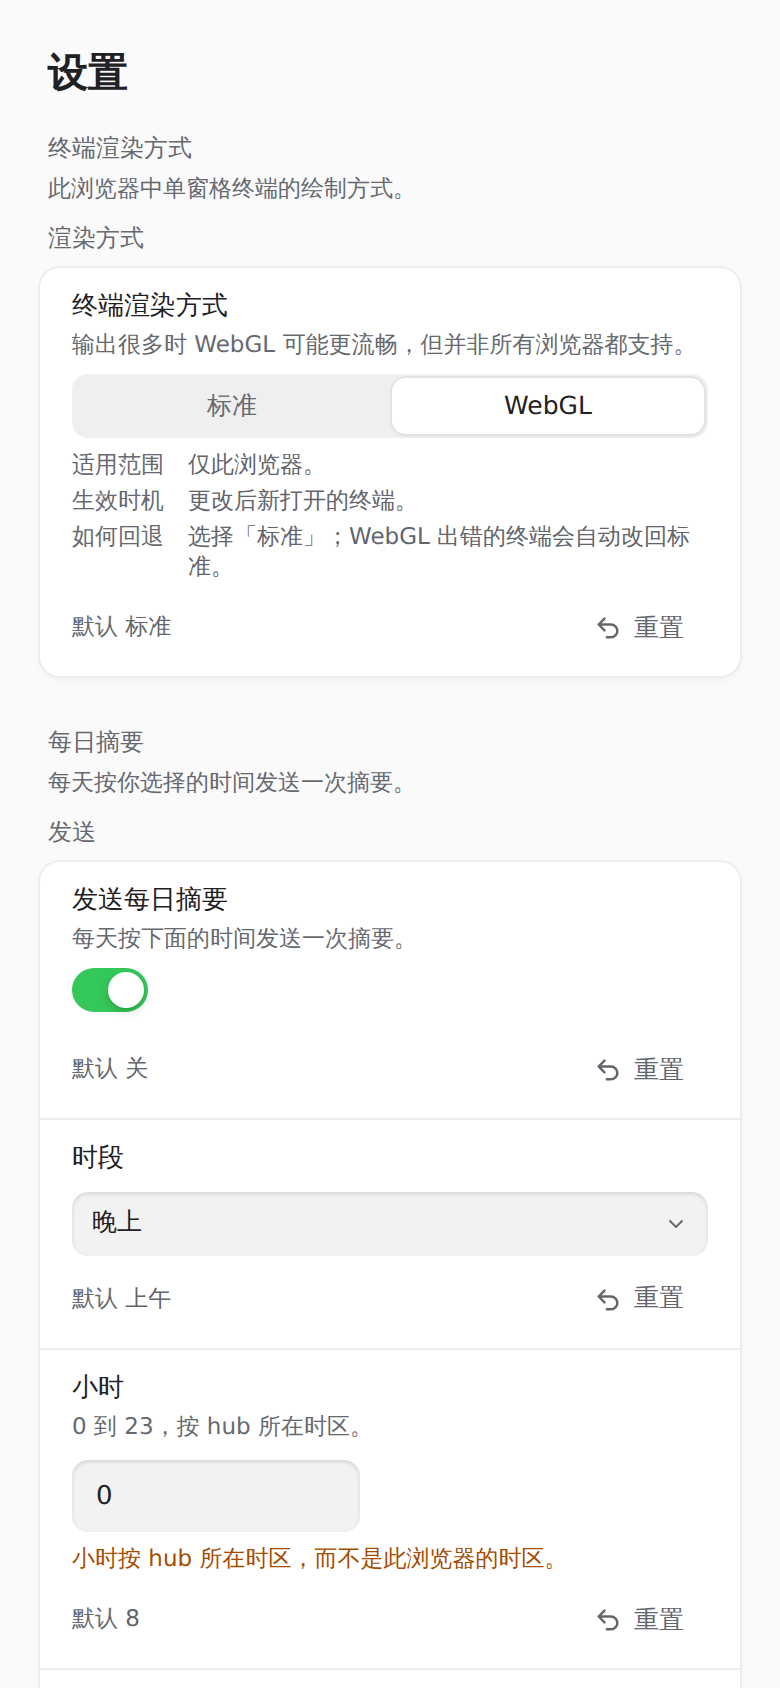 设置
终端渲染方式
此浏览器中单窗格终端的绘制方式。
渲染方式
终端渲染方式
输出很多时 WebGL 可能更流畅，但并非所有浏览器都支持。
标准 WebGL
适用范围 仅此浏览器。
生效时机 更改后新打开的终端。
如何回退 选择「标准」；WebGL 出错的终端会自动改回标
准。
默认 标准 重置
每日摘要
每天按你选择的时间发送一次摘要。
发送
发送每日摘要
每天按下面的时间发送一次摘要。
默认 关 重置
时段
晚上
默认 上午 重置
小时
0 到 23，按 hub 所在时区。
0
小时按 hub 所在时区，而不是此浏览器的时区。
默认 8 重置